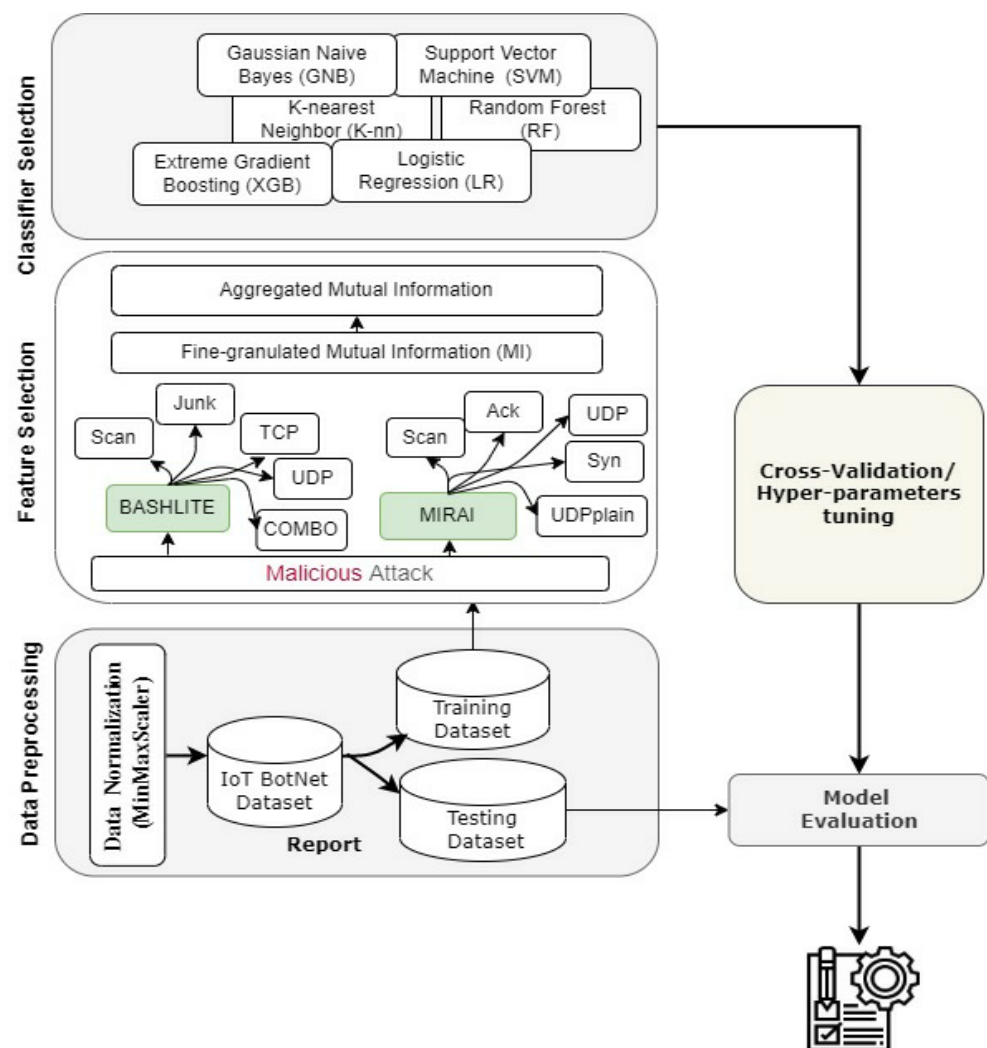 Classifier Selection
Gaussian Naive
Bayes (GNB)
Support Vector
Machine (SVM)
K-nearest
Neighbor (K-nn)
Random Forest
(RF)
Extreme Gradient
Boosting (XGB)
Logistic
Regression (LR)
Feature Selection
Aggregated Mutual Information
Fine-granulated Mutual Information (MI)
Junk
Scan
TCP
UDP
COMBO
BASHLITE
Ack
UDP
Scan
Syn
UDPplain
MIRAI
Malicious Attack
Cross-Validation/
Hyper-parameters
tuning
Data Preprocessing
Data Normalization
(MinMaxScaler)
IoT BotNet
Dataset
Training
Dataset
Testing
Dataset
Report
Model
Evaluation